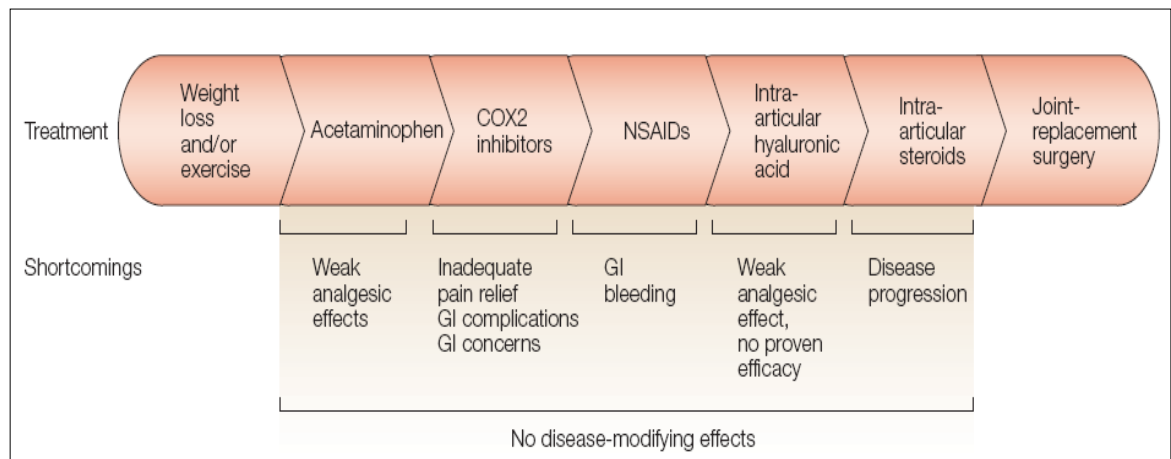 Treatment
Weight
loss
and/or
exercise
Acetaminophen
COX2
inhibitors
NSAIDs
Intra-
articular
hyaluronic
acid
Intra-
articular
steroids
Joint-
replacement
surgery
Shortcomings
Weak
analgesic
effects
Inadequate
pain relief
GI complications
GI concerns
GI
bleeding
Weak
analgesic
effect,
no proven
efficacy
Disease
progression
No disease-modifying effects